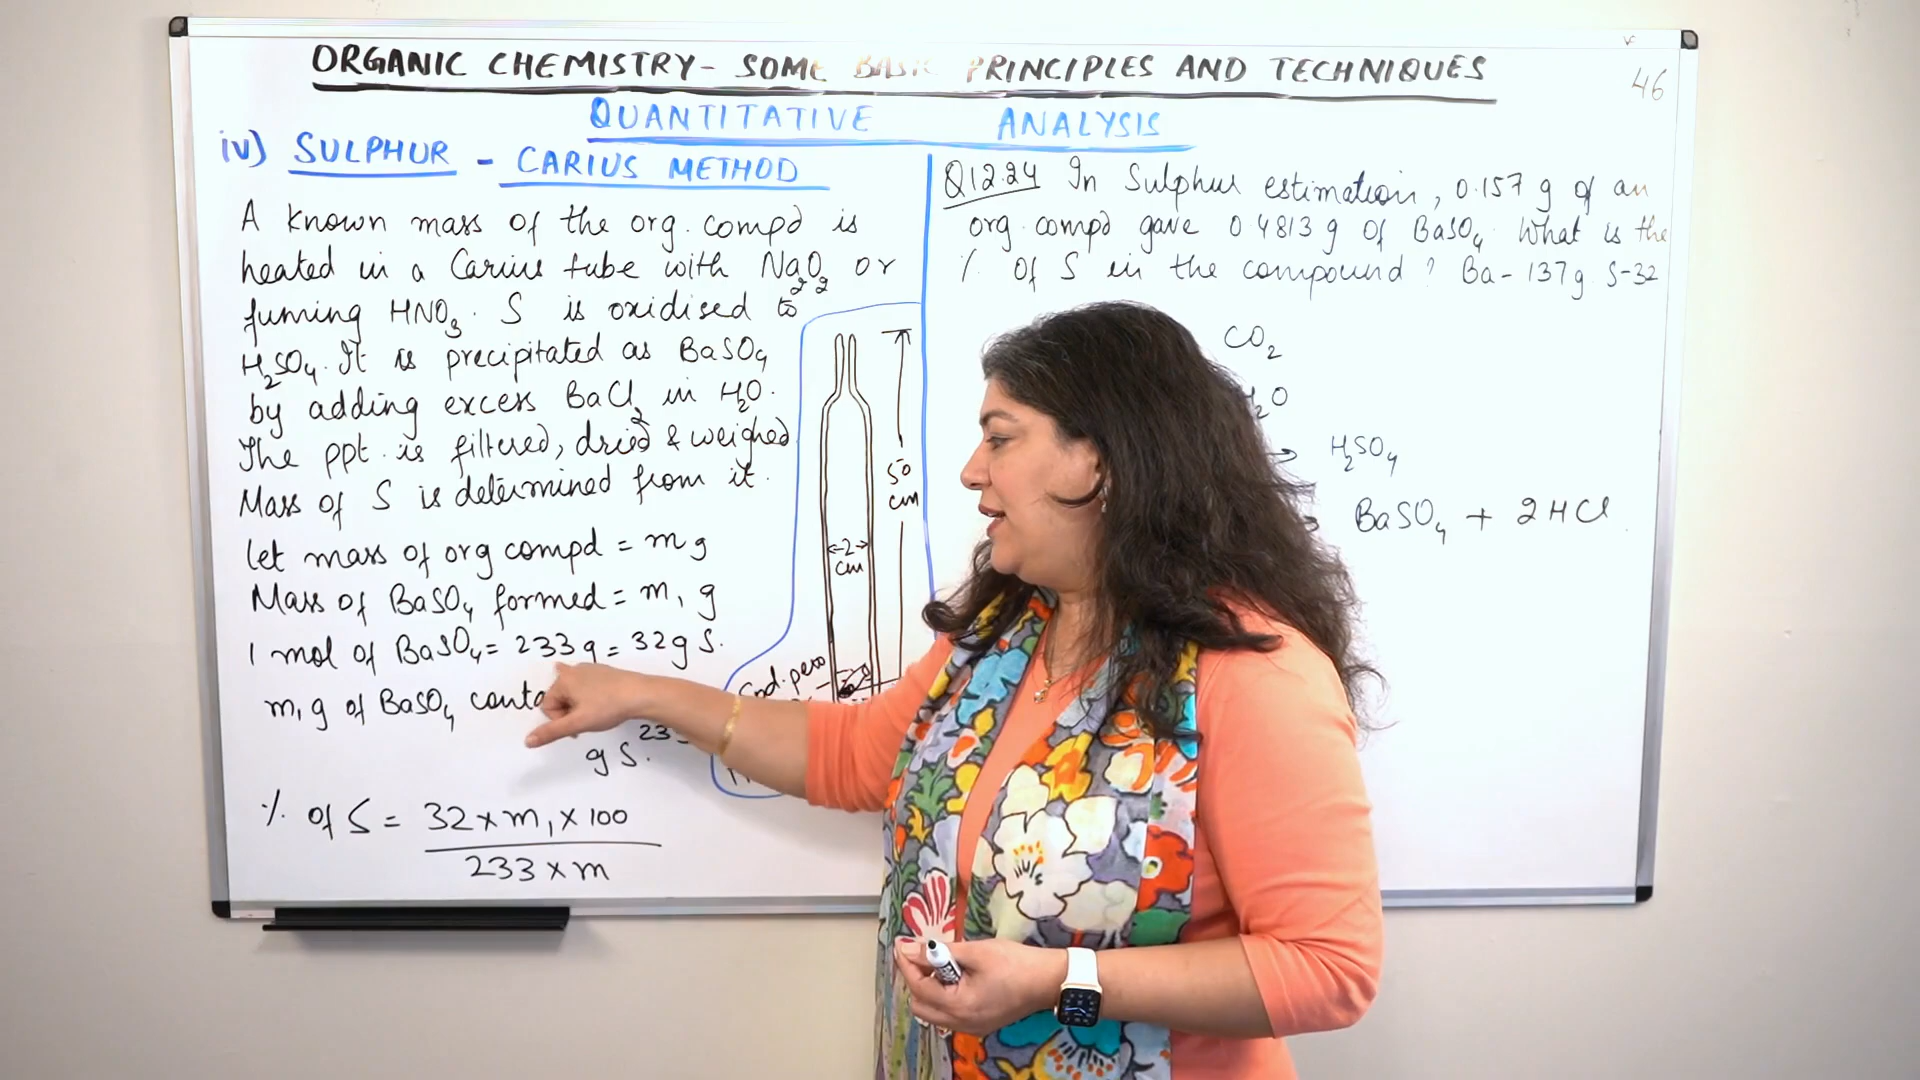 ORGANIC CHEMISTRY- SOME BASIC PRINCIPLES AND TECHNIQUES
46
QUANTITATIVE ANALYSIS
iv) SULPHUR - CARIUS METHOD
A known mass of the org. compd is
heated in a Carius tube with Na₂O₂ or
fuming HNO₃. S is oxidised to
H₂SO₄. It is precipitated as BaSO₄
by adding excess BaCl₂ in H₂O.
The ppt. is filtered, dried & weighed
Mass of S is determined from it.
let mass of org compd = m g
Mass of BaSO₄ formed = m₁ g
1 mol of BaSO₄ = 233g = 32g S.
m₁ g of BaSO₄
g S.
% of S = 32 x m₁ x 100
233 x m
50
cm
2
cm
Q12.24 In Sulphur estimation, 0.157 g of an
org. compd gave 0.4813 g of BaSO₄. What is the
% of S in the compound? Ba - 137g S-32
CO₂
H₂SO₄
BaSO₄ + 2HCl